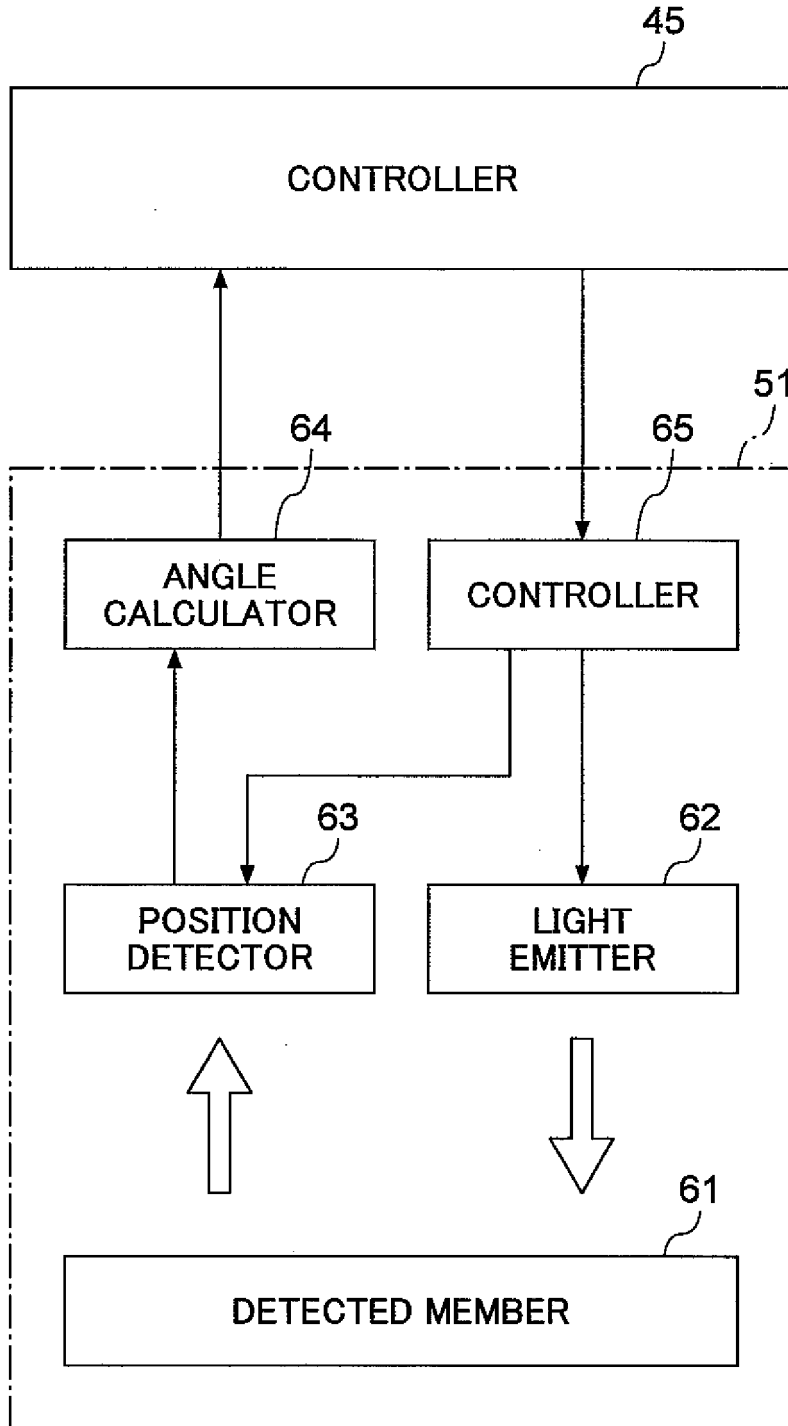 45
CONTROLLER
51
64
65
ANGLE
CALCULATOR
CONTROLLER
63
62
POSITION
DETECTOR
LIGHT
EMITTER
61
DETECTED MEMBER